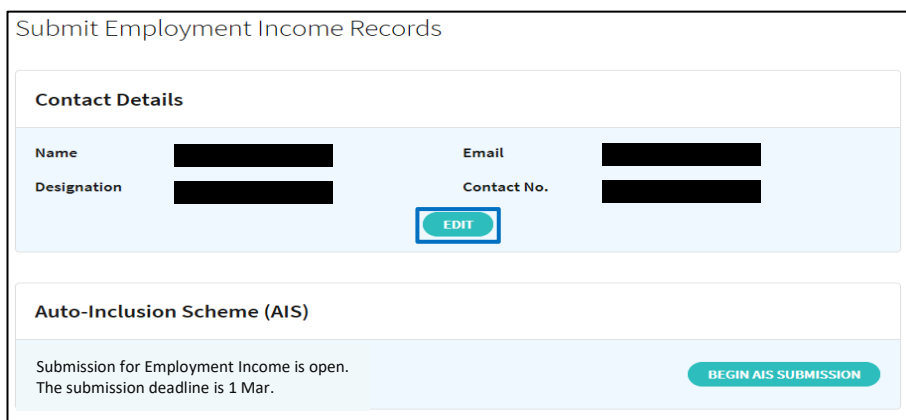 Submit Employment Income Records
Contact Details
Name
Email
Designation
Contact No.
EDIT
Auto-Inclusion Scheme (AIS)
Submission for Employment Income is open.
The submission deadline is 1 Mar.
BEGIN AIS SUBMISSION